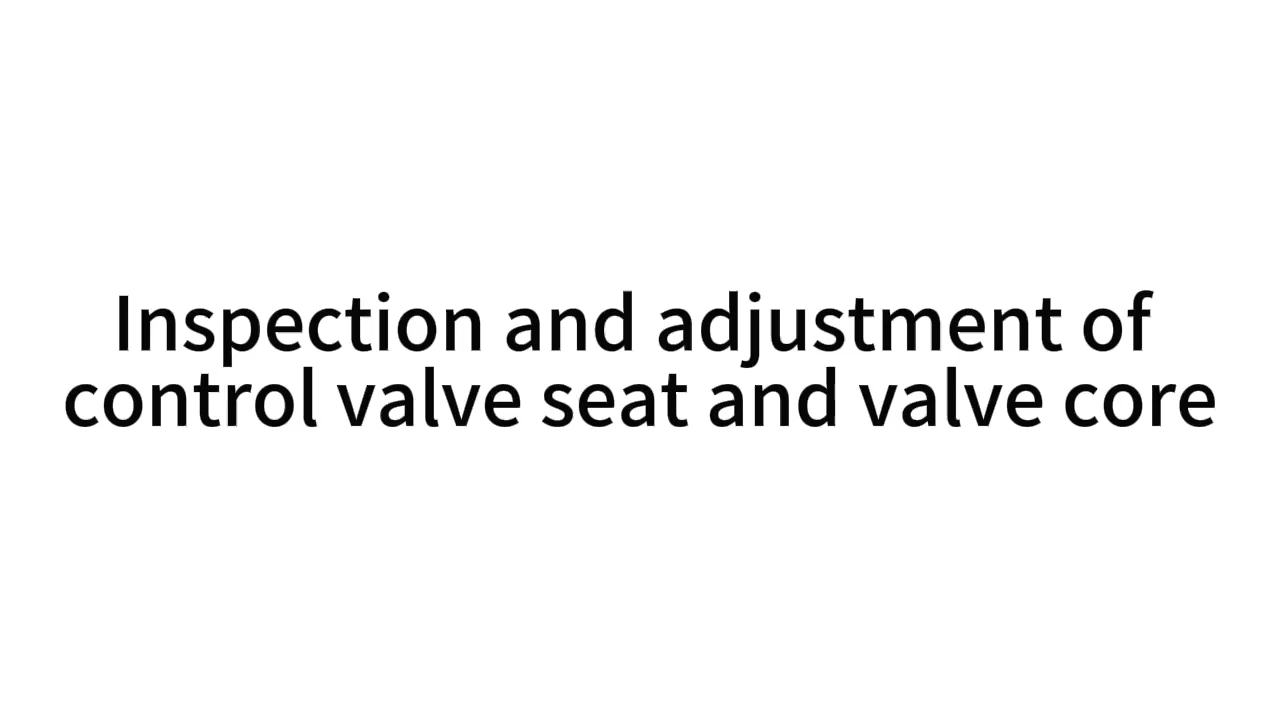 Inspection and adjustment of
control valve seat and valve core